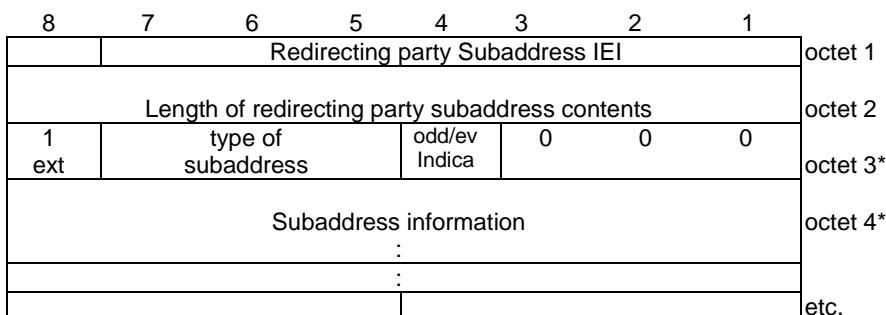 8 7 6 5 4 3 2 1
Redirecting party Subaddress IEI octet 1
Length of redirecting party subaddress contents octet 2
1 type of odd/ev 0 0 0
ext subaddress Indica octet 3*
Subaddress information octet 4*
:
:
etc.